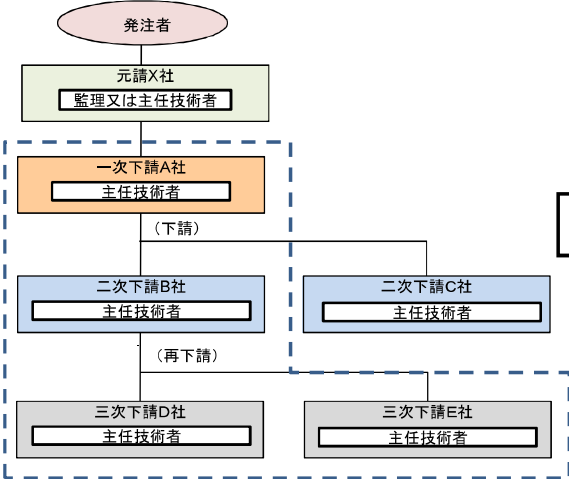 発注者
元請X社
監理又は主任技術者
一次下請A社
主任技術者
（下請）
二次下請B社
主任技術者
二次下請C社
主任技術者
（再下請）
三次下請D社
主任技術者
三次下請E社
主任技術者